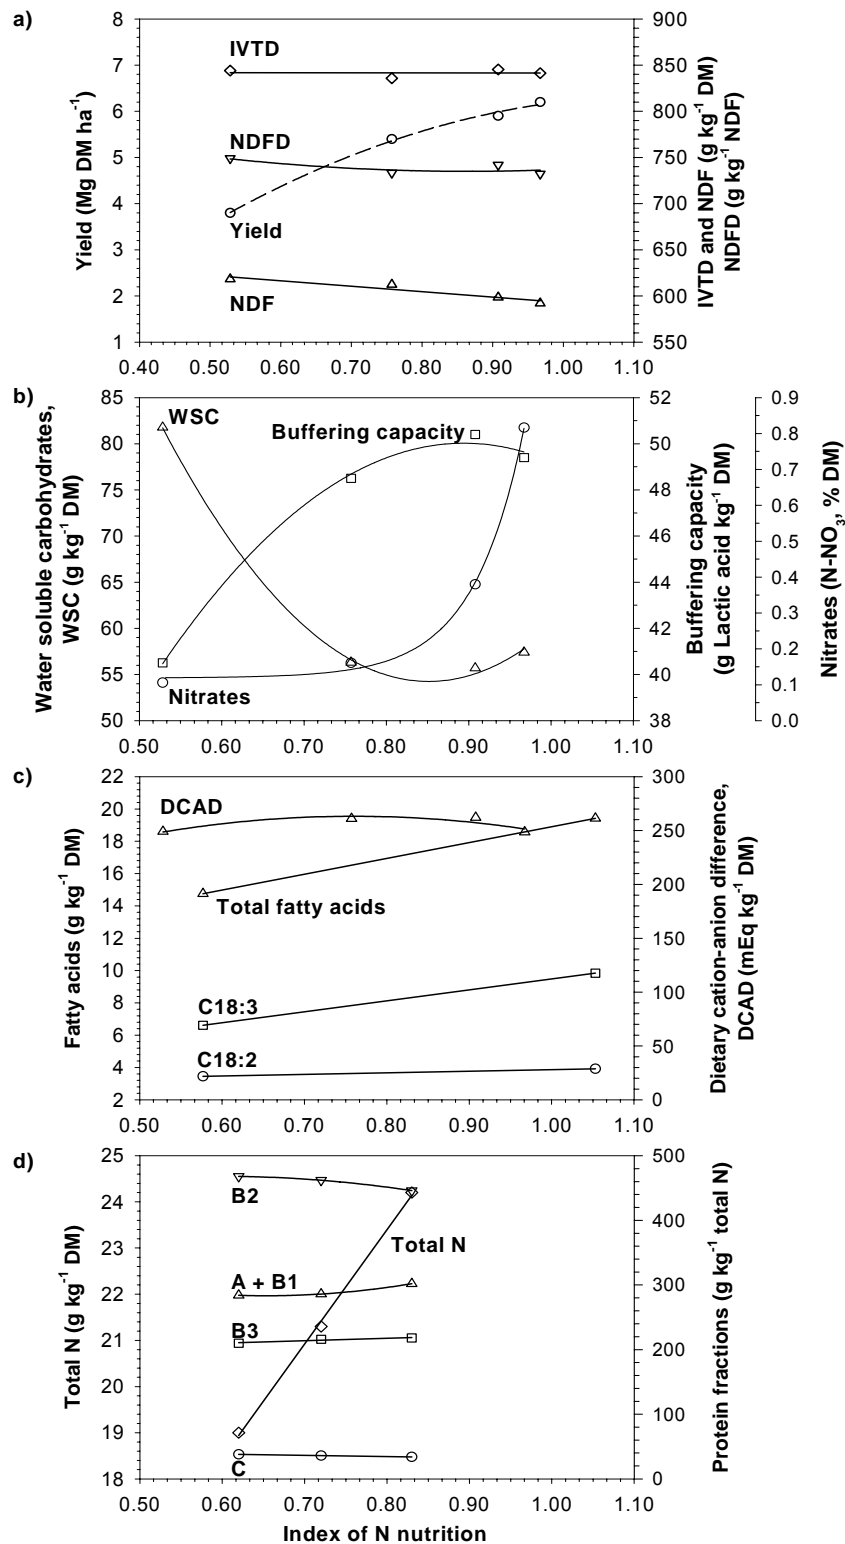 a)
Yield (Mg DM ha⁻¹)
8
7
6
5
4
3
2
1
IVTD
NDFD
Yield
NDF
900
850
800
750
700
650
600
550
IVTD and NDF (g kg⁻¹ DM)
NDFD (g kg⁻¹ NDF)
0.40 0.50 0.60 0.70 0.80 0.90 1.00 1.10
b)
Water soluble carbohydrates,
WSC (g kg⁻¹ DM)
85
80
75
70
65
60
55
50
WSC
Buffering capacity
Nitrates
52
50
48
44
42
41
40
38
Buffering capacity
(g Lactic acid kg⁻¹ DM)
0.9
0.8
0.7
0.6
0.5
0.4
0.3
0.2
0.1
0.0
Nitrates (N-NO₃, % DM)
0.50 0.60 0.70 0.80 0.90 1.00 1.10
c)
Fatty acids (g kg⁻¹ DM)
22
20
18
16
14
12
10
8
6
4
2
DCAD
Total fatty acids
C18:3
C18:2
300
250
200
150
100
50
0
Dietary cation-anion difference,
DCAD (mEq kg⁻¹ DM)
0.50 0.60 0.70 0.80 0.90 1.00 1.10
d)
Total N (g kg⁻¹ DM)
25
24
23
22
21
20
19
18
B2
Total N
A + B1
B3
C
500
400
300
200
100
0
Protein fractions (g kg⁻¹ total N)
0.50 0.60 0.70 0.80 0.90 1.00 1.10
Index of N nutrition